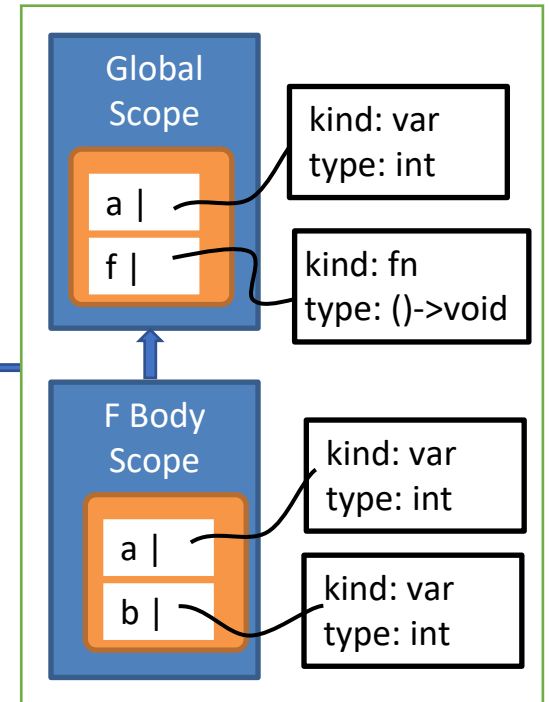 Global
Scope
kind: var
type: int
a |
f |
kind: fn
type: ()->void
F Body
Scope
kind: var
type: int
a |
b |
kind: var
type: int